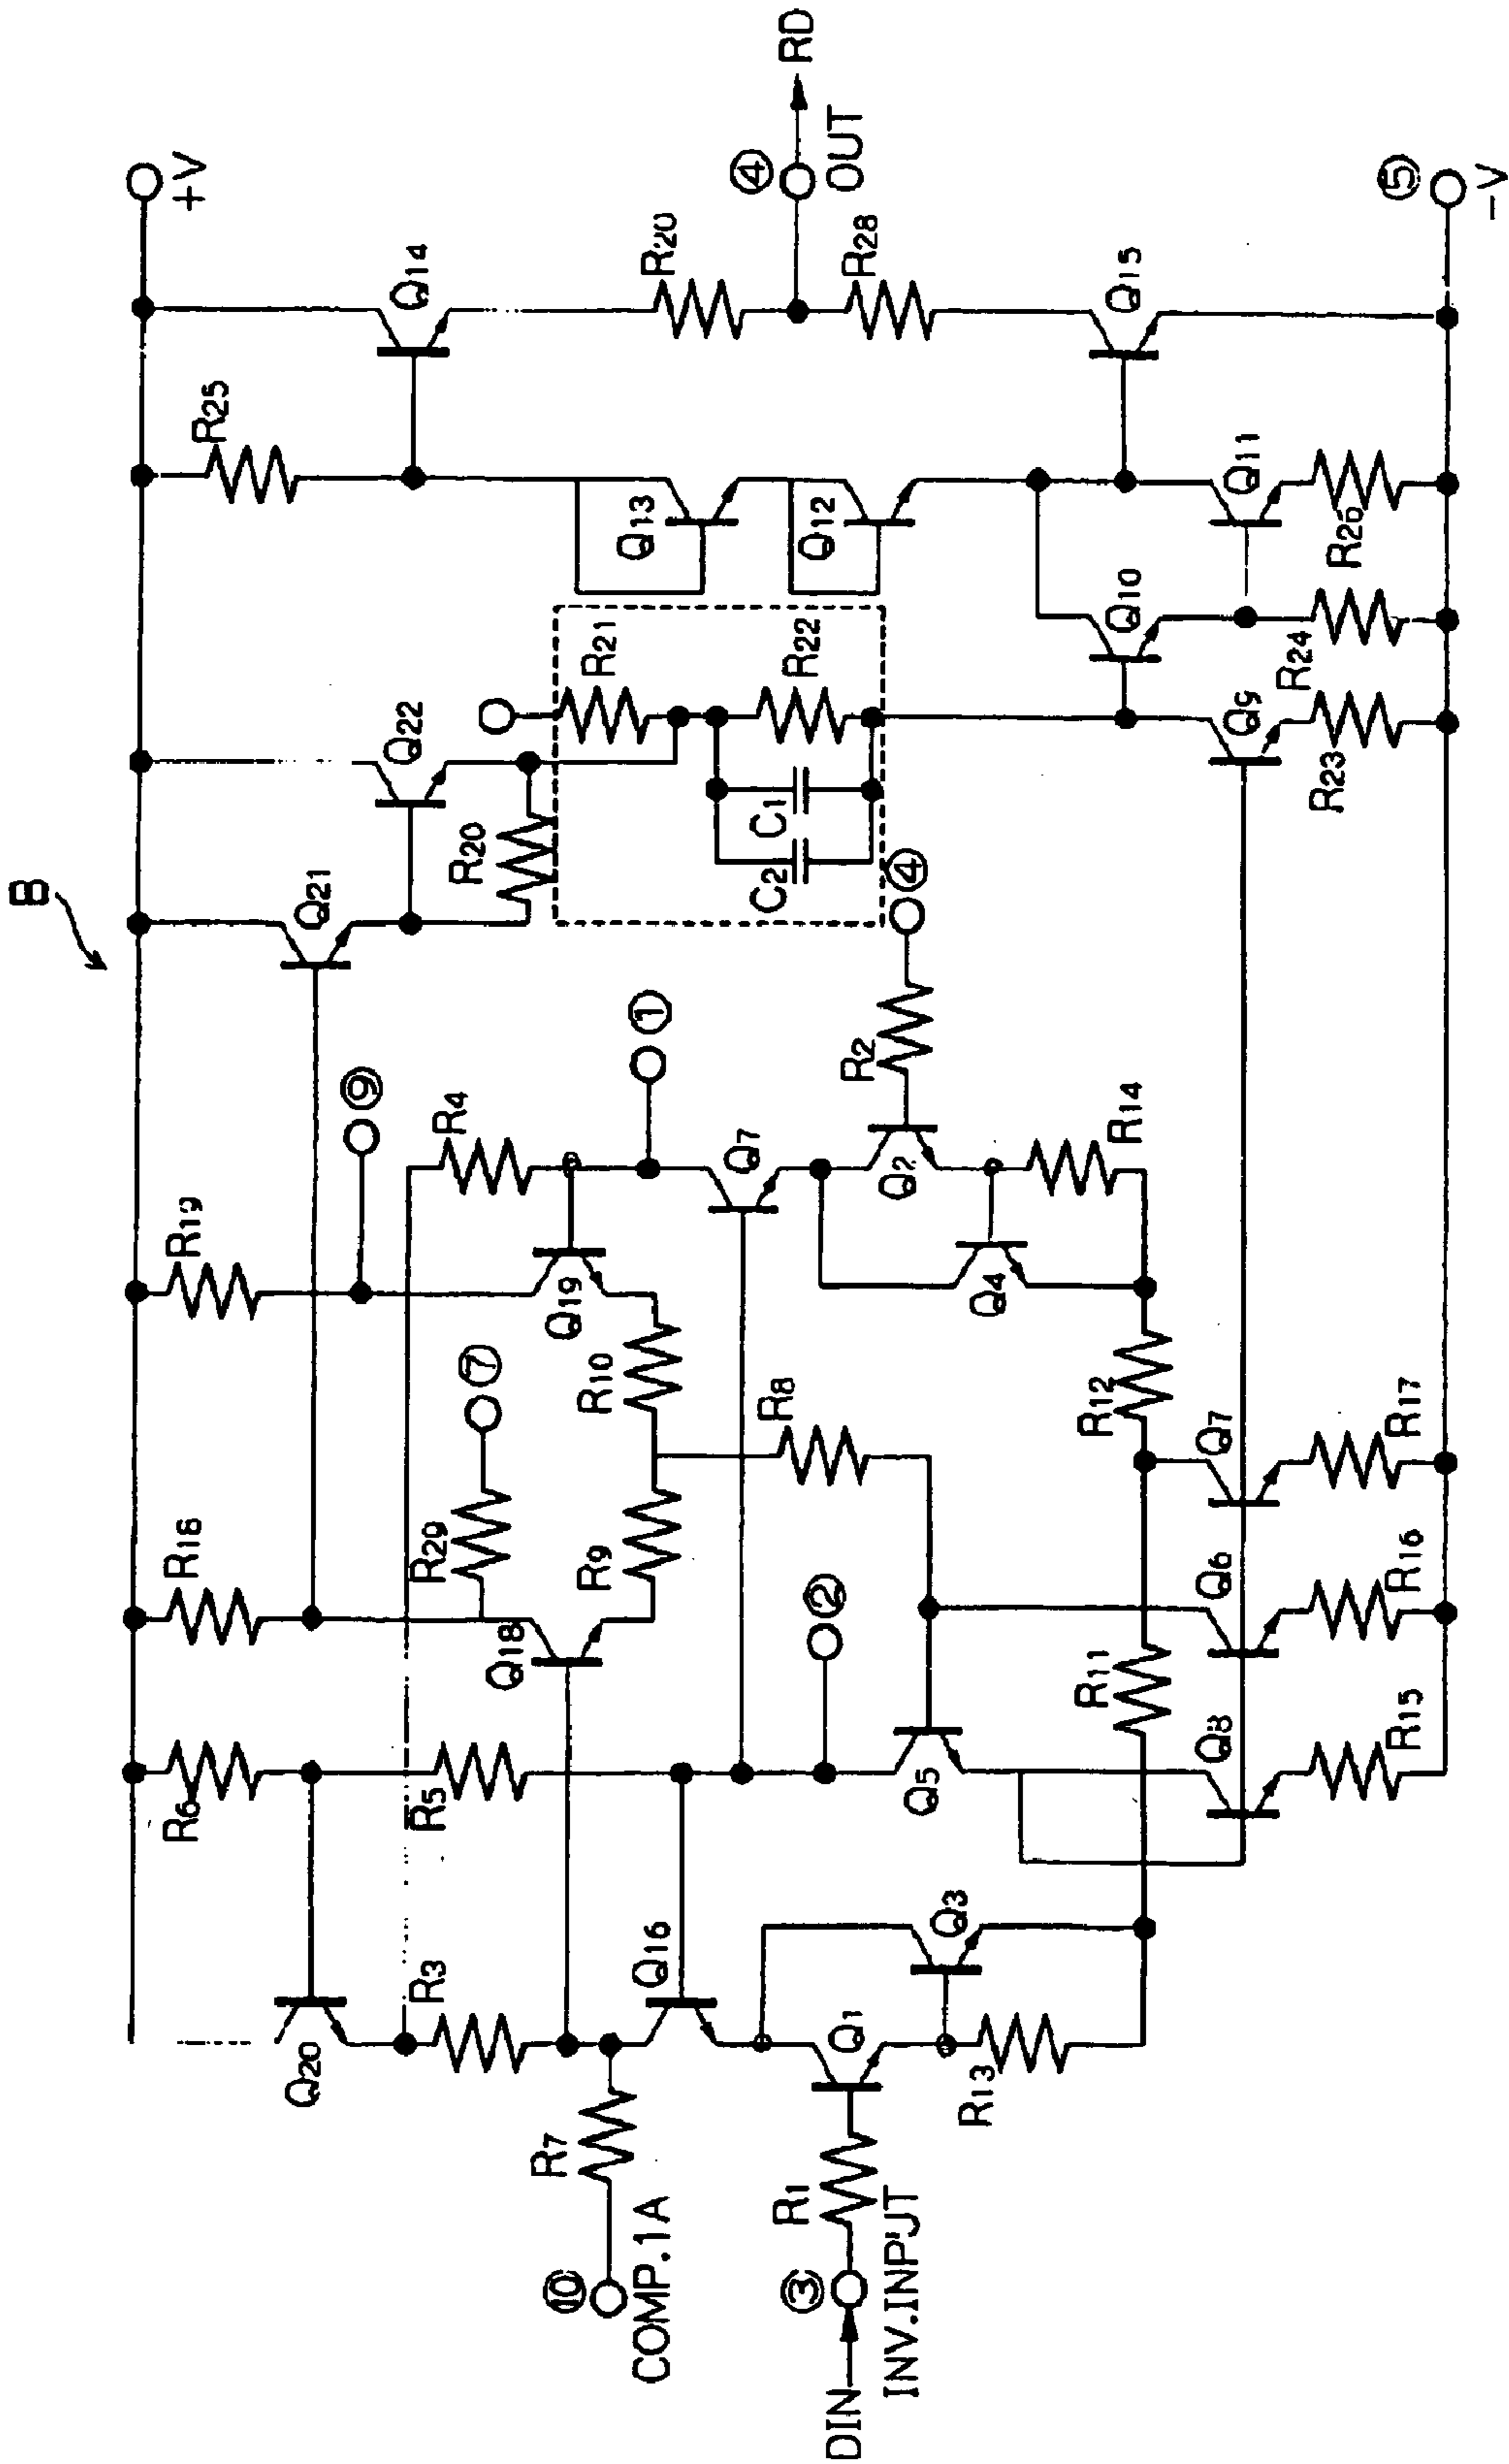 B
+V
R6
R18
R19
R25
Q20
Q21
Q22
Q14
⑨
R3
R5
R29
⑦
R4
R20
R21
R20
④
RD
OUT
R7
⑩
COMP.1A
Q18
Q19
R9
R10
①
Q13
Q16
R8
Q7
C2
C1
R22
Q12
R28
②
④
R2
③
R1
DIN
INV.INPUT
Q1
Q3
Q5
Q2
Q4
R13
R14
R11
R12
Q10
Q15
Q8
Q6
Q7
Q9
Q11
R15
R16
R17
R23
R24
R26
⑤
-V